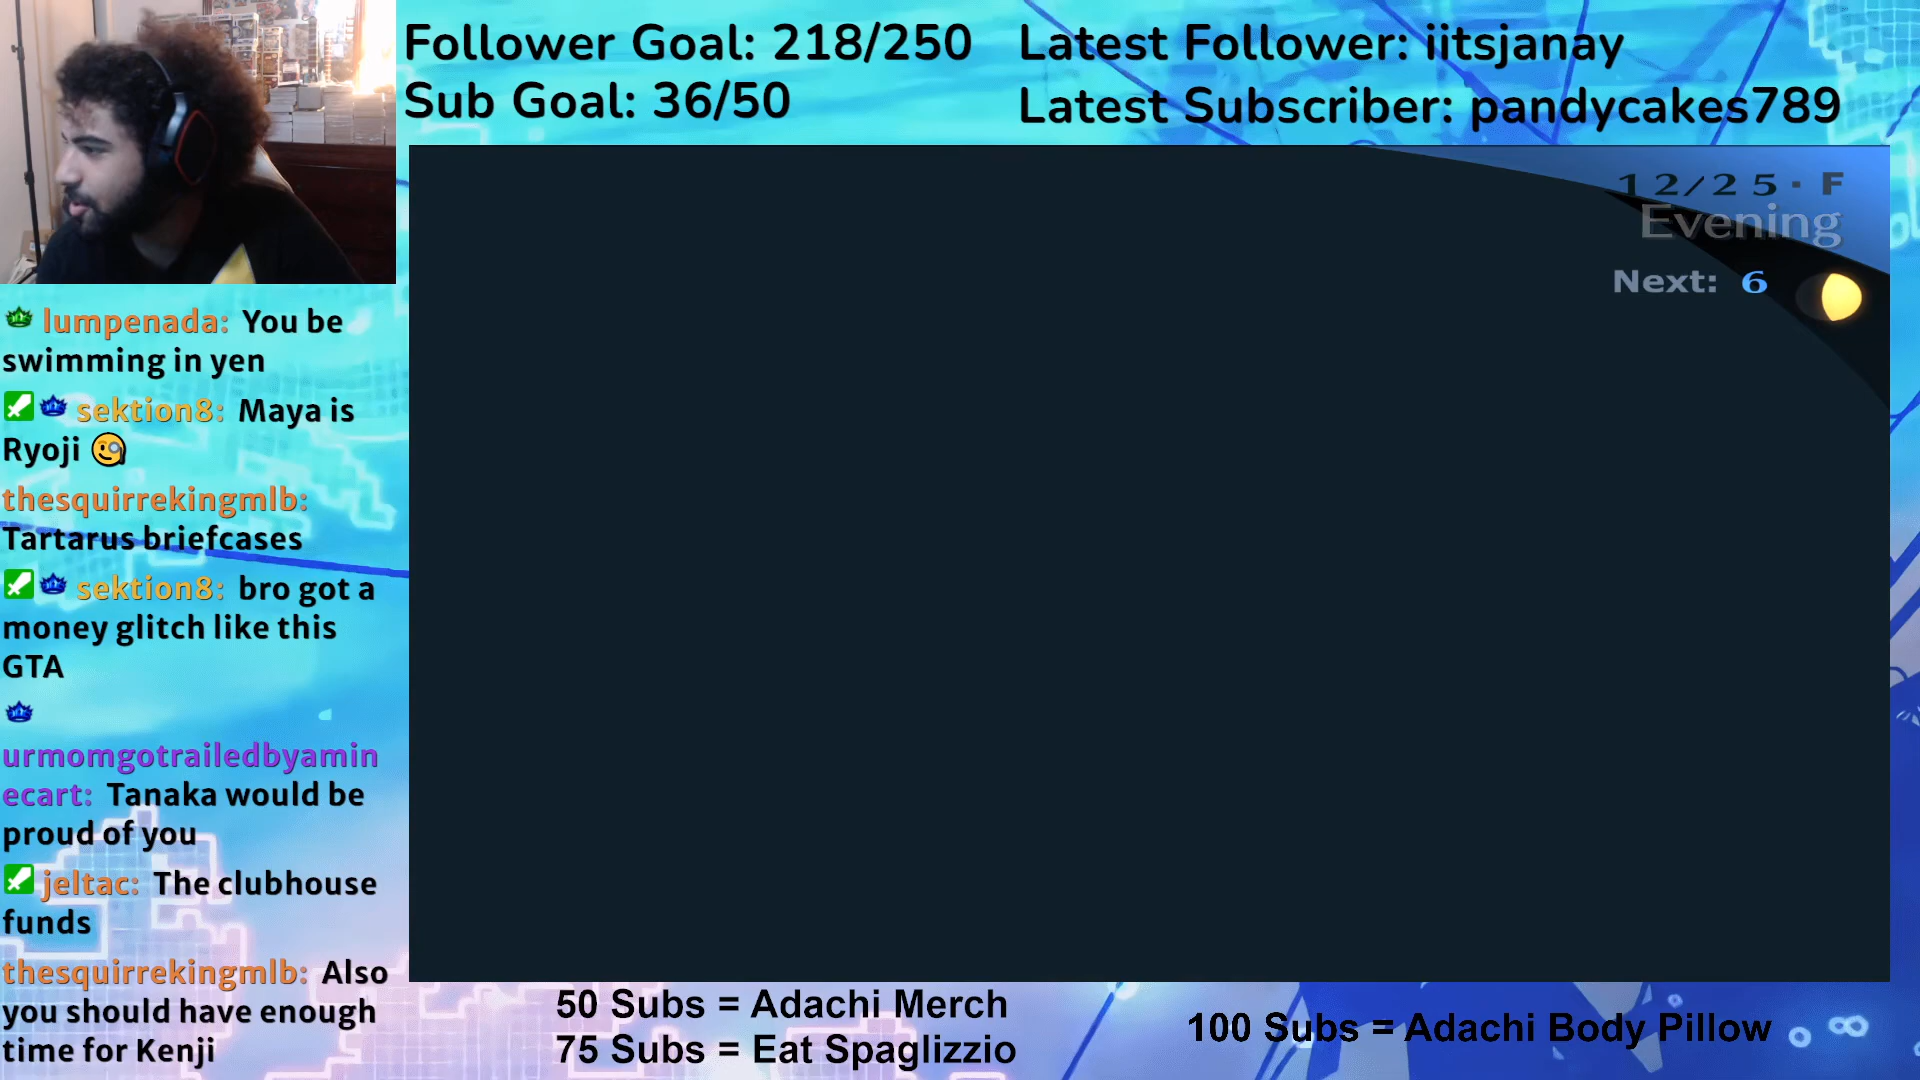 Follower Goal: 218/250
Sub Goal: 36/50
Latest Follower: iitsjanay
Latest Subscriber: pandycakes789
12/25· F
Evening
Next: 6
lumpenada: You be
swimming in yen
sektion8: Maya is
Ryoji
thesquirrekingmlb:
Tartarus briefcases
sektion8: bro got a
money glitch like this
GTA
urmomgotrailedbyamin
ecart: Tanaka would be
proud of you
jeltac: The clubhouse
funds
thesquirrekingmlb: Also
you should have enough
time for Kenji
50 Subs = Adachi Merch
75 Subs = Eat Spaglizzio
100 Subs = Adachi Body Pillow